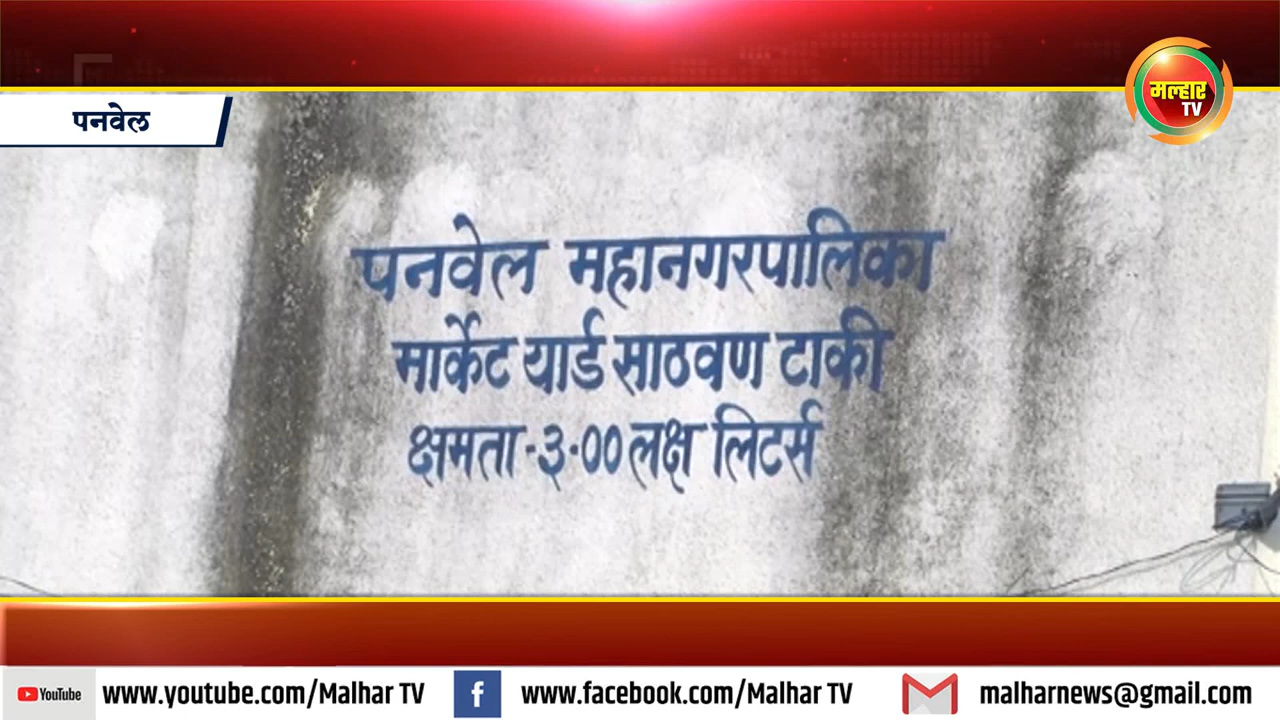 पनवेल
मल्हार
TV
पनवेल महानगरपालिका
मार्केट यार्ड साठवण टाकी
क्षमता-३.०० लक्ष लिटर्स
YouTube www.youtube.com/Malhar TV
f www.facebook.com/Malhar TV
malharnews@gmail.com